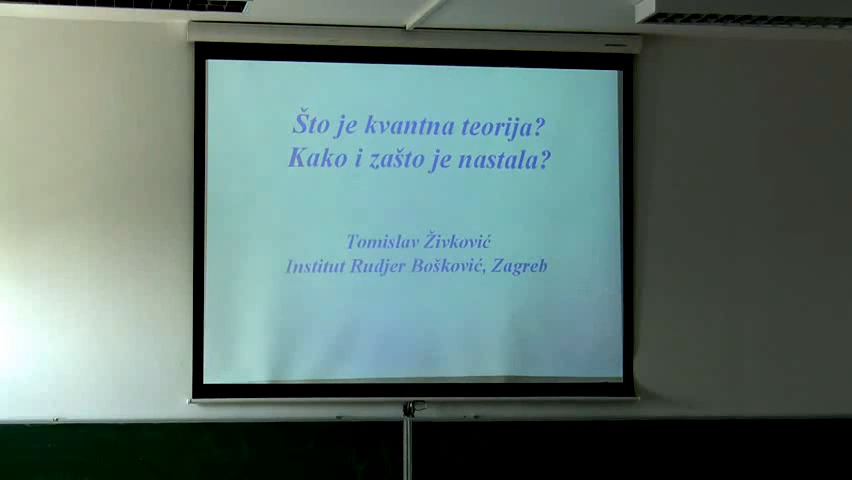 Što je kvantna teorija?
Kako i zašto je nastala?
Tomislav Živković
Institut Rudjer Bošković, Zagreb